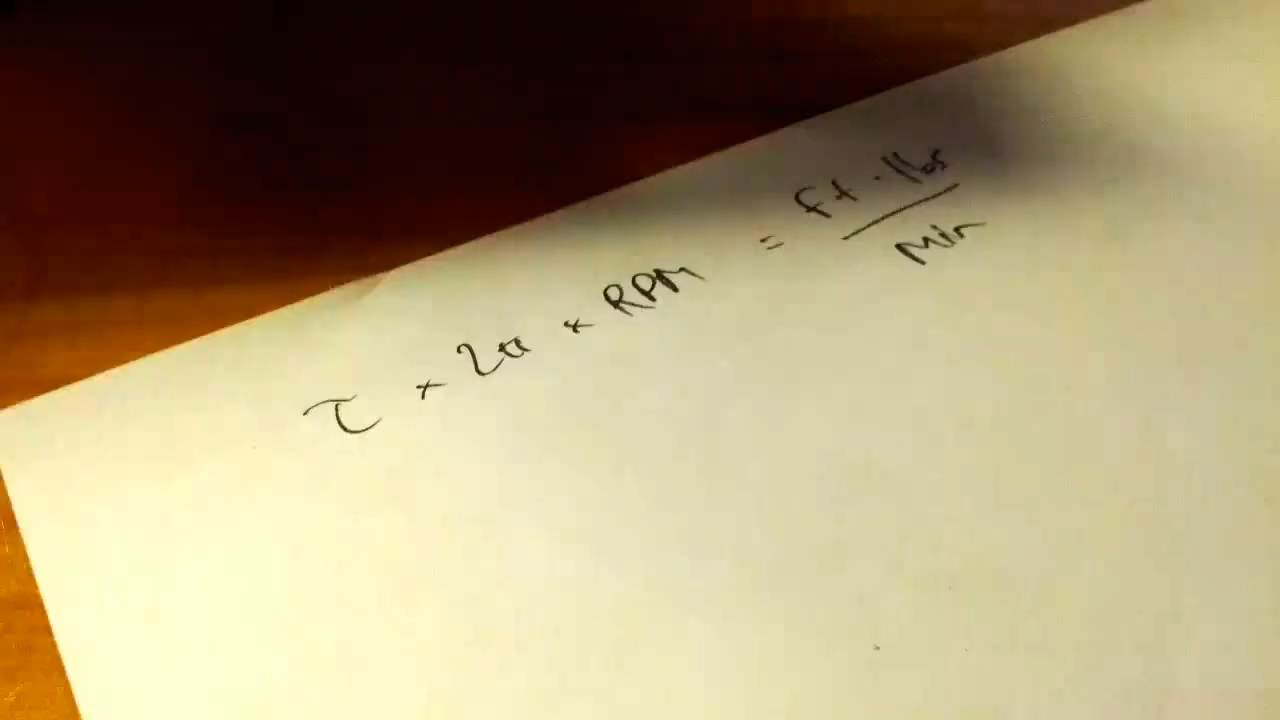 τ × 2π × RPM = ft · lbs / Min